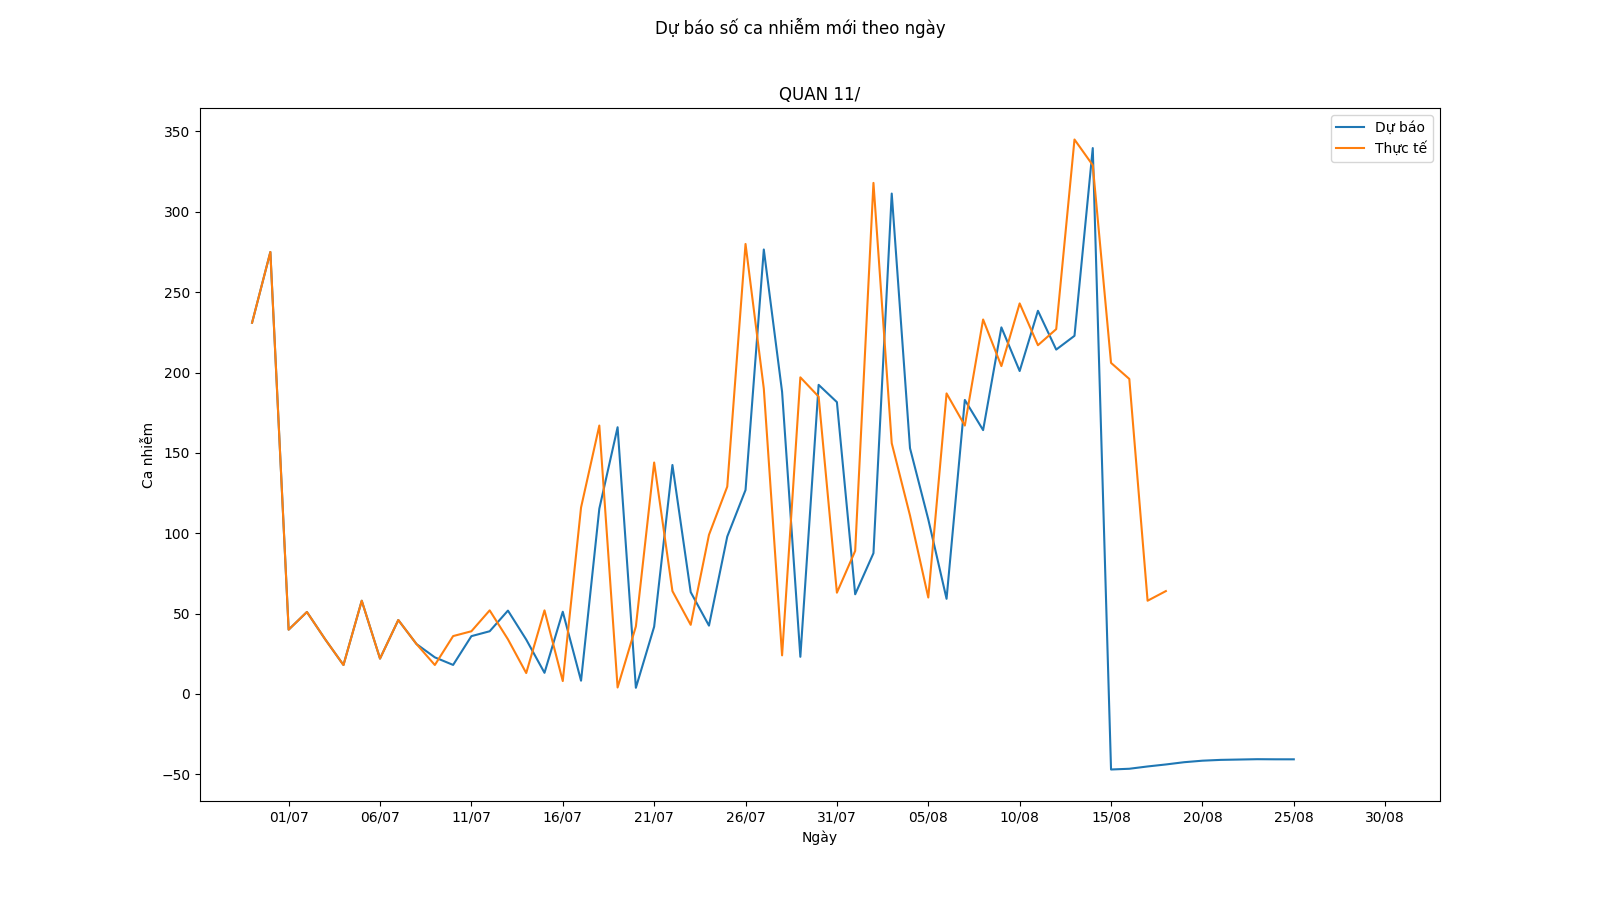 Dự báo số ca nhiễm mới theo ngày
QUAN 11/
Dự báo
Thực tế
Ca nhiễm
350
300
250
200
150
100
50
0
−50
01/07 06/07 11/07 16/07 21/07 26/07 31/07 05/08 10/08 15/08 20/08 25/08 30/08
Ngày